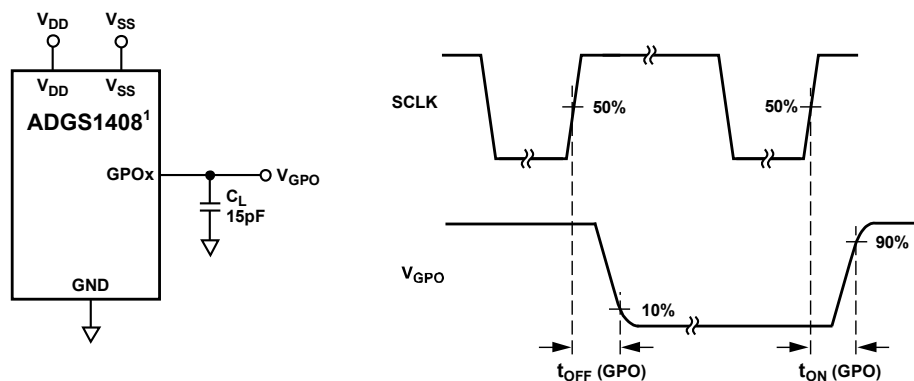 VDD VSS
VDD VSS
ADGS1408¹
GPOx
VGPO
CL
15pF
GND
SCLK
50%
50%
VGPO
10%
90%
tOFF (GPO)
tON (GPO)